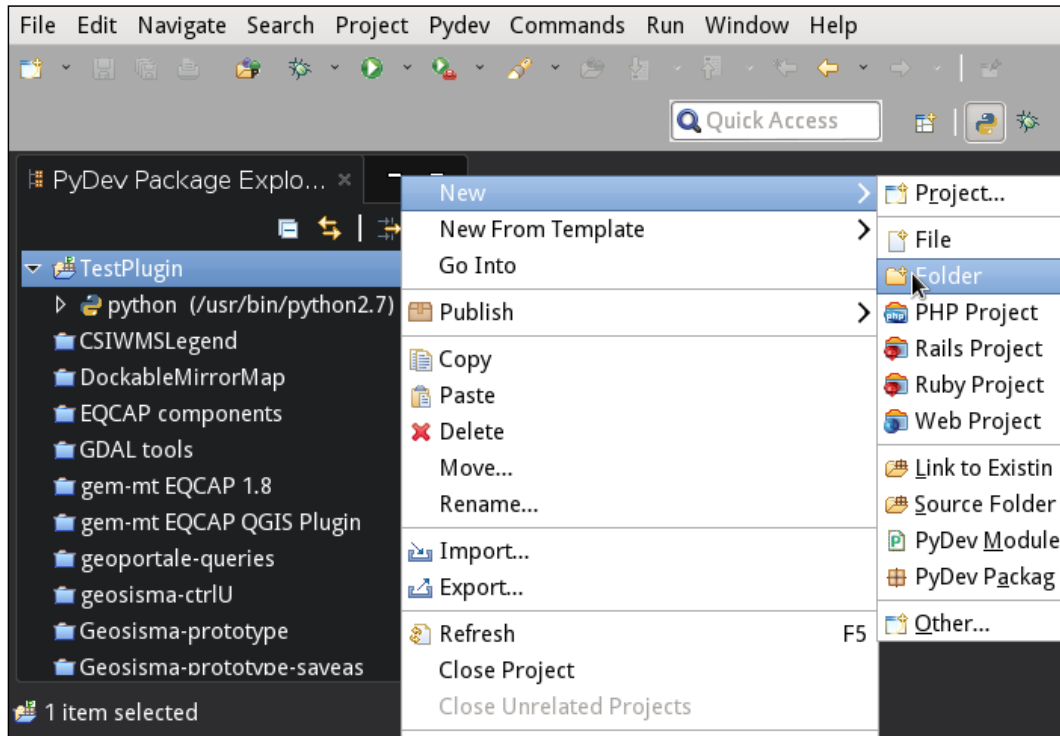 File Edit Navigate Search Project Pydev Commands Run Window Help
Quick Access
PyDev Package Explo...
TestPlugin
python (/usr/bin/python2.7)
CSIWMSLegend
DockableMirrorMap
EQCAP components
GDAL tools
gem-mt EQCAP 1.8
gem-mt EQCAP QGIS Plugin
geoportale-queries
geosisma-ctrlU
Geosisma-prototype
Geosisma-prototype-saveas
1 item selected
New
New From Template
Go Into
Publish
Copy
Paste
Delete
Move...
Rename...
Import...
Export...
Refresh F5
Close Project
Close Unrelated Projects
Project...
File
Folder
PHP Project
Rails Project
Ruby Project
Web Project
Link to Existin
Source Folder
PyDev Module
PyDev Packag
Other...